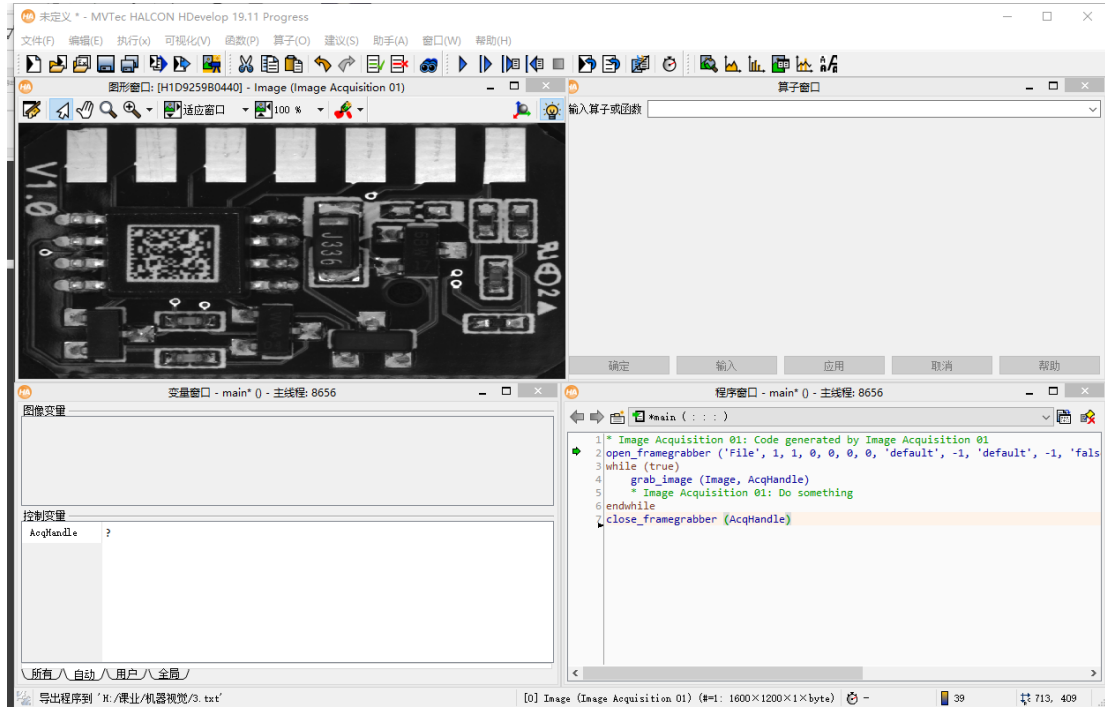 未定义 * - MVTec HALCON HDevelop 19.11 Progress
文件(F) 编辑(E) 执行(x) 可视化(V) 函数(P) 算子(O) 建议(S) 助手(A) 窗口(W) 帮助(H)
图形窗口: [H1D9259B0440] - Image (Image Acquisition 01)
适应窗口 100 %
V1.0
J336
算子窗口
输入算子或函数
确定 输入 应用 取消 帮助
变量窗口 - main* () - 主线程: 8656
图像变量
控制变量
AcqHandle ?
所有 自动 用户 全局
程序窗口 - main* () - 主线程: 8656
*main ( : : : )
1 * Image Acquisition 01: Code generated by Image Acquisition 01
2 open_framegrabber ('File', 1, 1, 0, 0, 0, 0, 'default', -1, 'default', -1, 'fals
3 while (true)
4 grab_image (Image, AcqHandle)
5 * Image Acquisition 01: Do something
6 endwhile
7 close_framegrabber (AcqHandle)
导出程序到 'H:/课业/机器视觉/3.txt' [0] Image (Image Acquisition 01) (#=1: 1600×1200×1×byte) - 39 713, 409